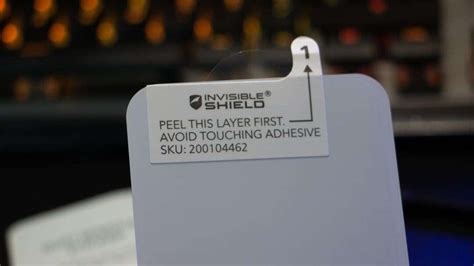 1
INVISIBLE®
SHIELD
PEEL THIS LAYER FIRST.
AVOID TOUCHING ADHESIVE
SKU: 200104462